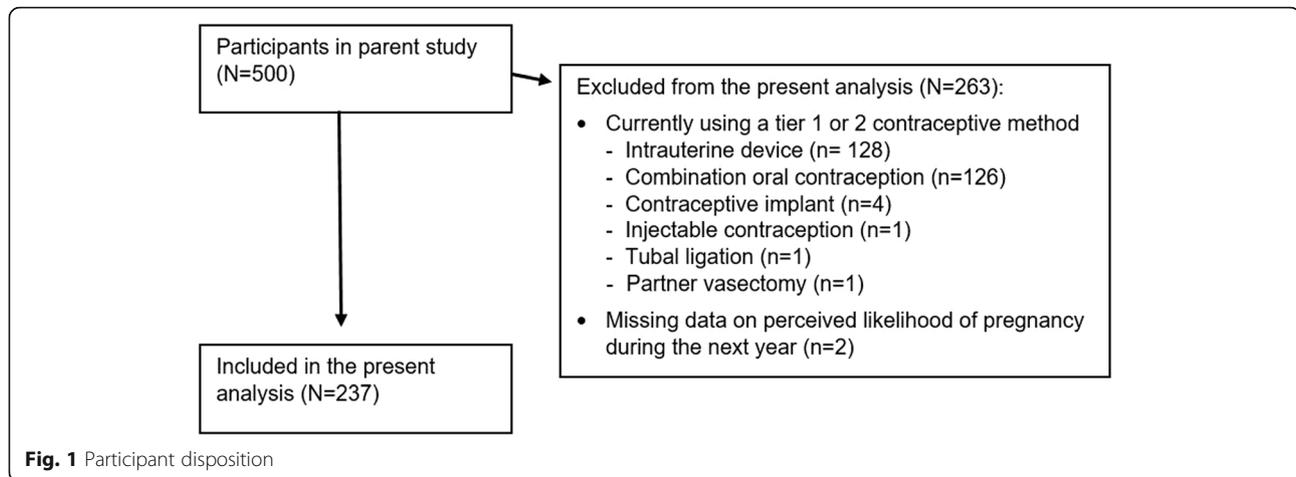 Participants in parent study
(N=500)
Excluded from the present analysis (N=263):
• Currently using a tier 1 or 2 contraceptive method
- Intrauterine device (n= 128)
- Combination oral contraception (n=126)
- Contraceptive implant (n=4)
- Injectable contraception (n=1)
- Tubal ligation (n=1)
- Partner vasectomy (n=1)
• Missing data on perceived likelihood of pregnancy
during the next year (n=2)
Included in the present
analysis (N=237)
Fig. 1 Participant disposition